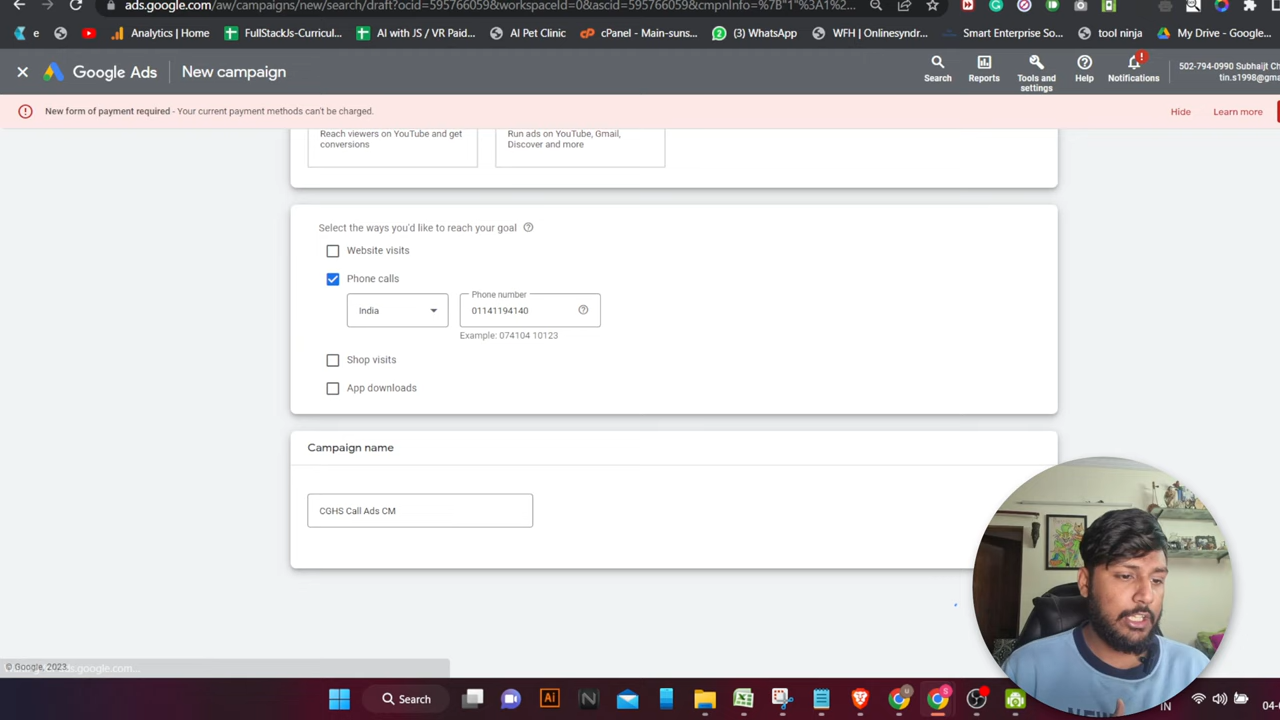 ads.google.com/aw/campaigns/new/search/draft?ocid=595766059&workspaceId=0&ascid=595766059&cmpnInfo=%7B"1%3A1%2...
e
Analytics | Home
FullStackJs-Curricul...
AI with JS / VR Paid...
AI Pet Clinic
cPanel - Main-suns...
(3) WhatsApp
WFH | Onlinesyndr...
Smart Enterprise So...
tool ninja
My Drive - Google...
Google Ads
New campaign
Search
Reports
Tools and settings
Help
Notifications
502-794-0990 Subhaijt Ch
tin.s1998@gma
New form of payment required - Your current payment methods can't be charged.
Hide
Learn more
Reach viewers on YouTube and get conversions
Run ads on YouTube, Gmail, Discover and more
Select the ways you'd like to reach your goal
Website visits
Phone calls
India
Phone number
01141194140
Example: 074104 10123
Shop visits
App downloads
Campaign name
CGHS Call Ads CM
© Google, 2023.
Search
IN